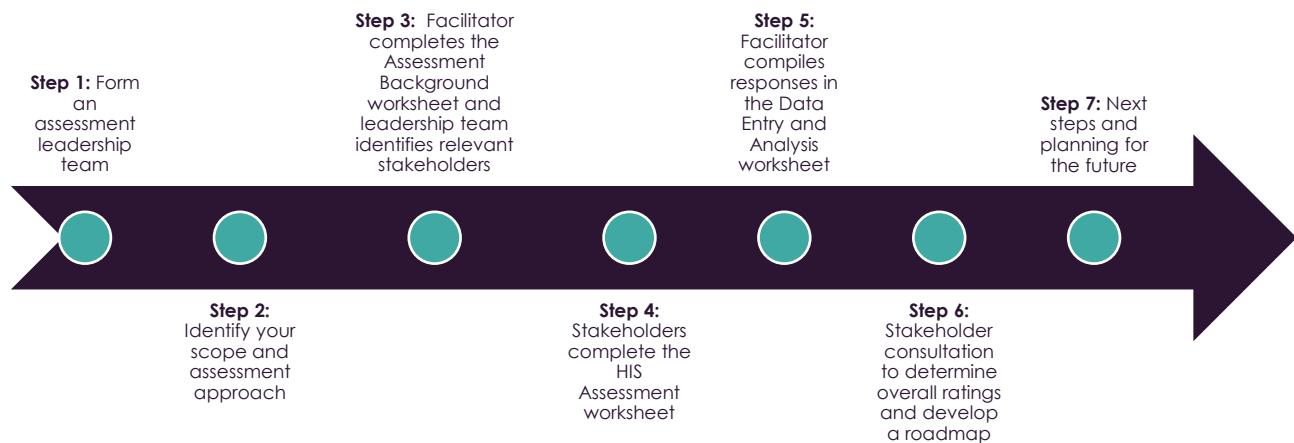 Step 1: Form
an
assessment
leadership
team
Step 2:
Identify your
scope and
assessment
approach
Step 3: Facilitator
completes the
Assessment
Background
worksheet and
leadership team
identifies relevant
stakeholders
Step 4:
Stakeholders
complete the
HIS
Assessment
worksheet
Step 5:
Facilitator
compiles
responses in
the Data
Entry and
Analysis
worksheet
Step 6:
Stakeholder
consultation
to determine
overall ratings
and develop
a roadmap
Step 7: Next
steps and
planning for
the future